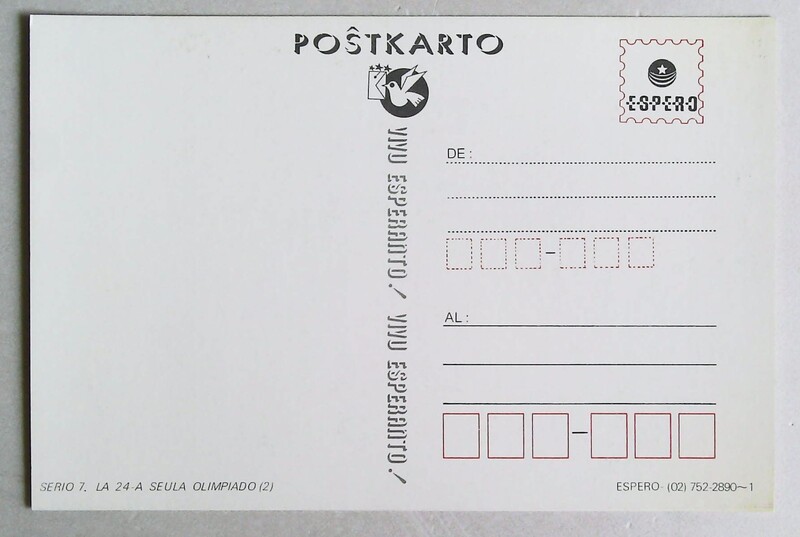 POŜTKARTO
ESPERO
VIVU ESPERANTO! VIVU ESPERANTO!
DE :
AL :
SERIO 7. LA 24-A SEULA OLIMPIADO (2)
ESPERO· (02) 752-2890~1